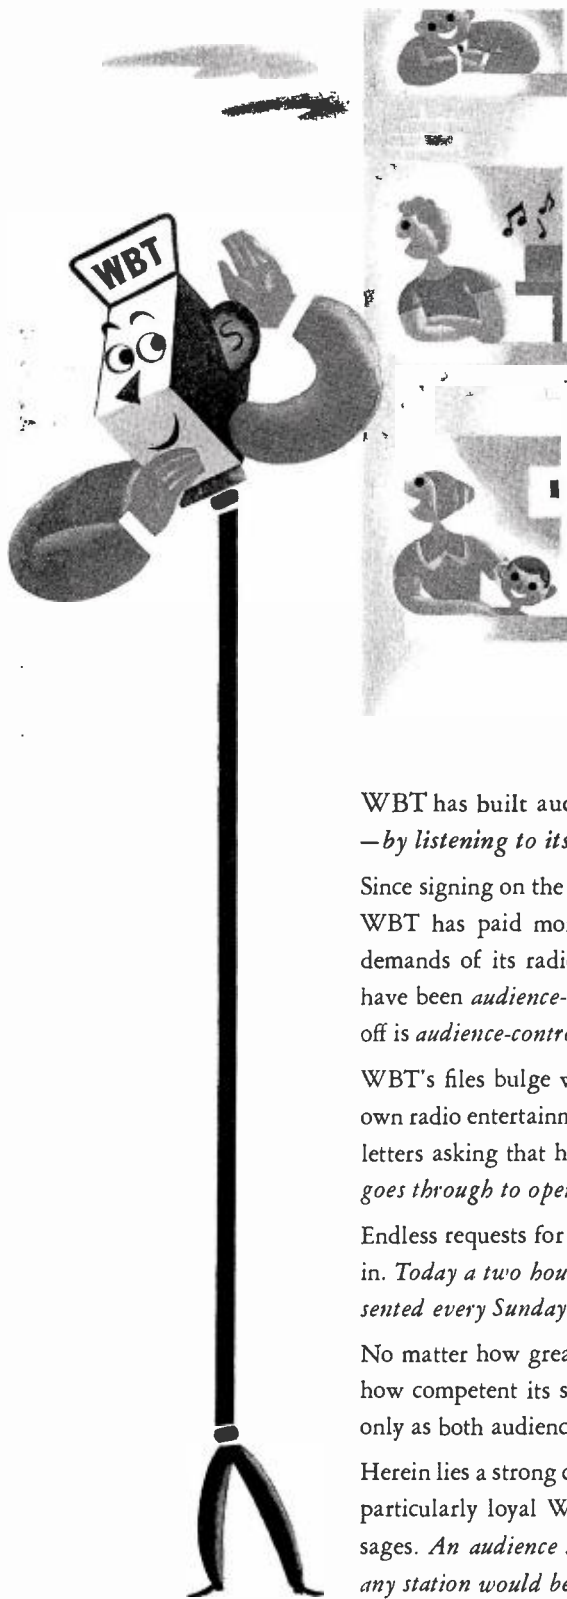 WBT
WBT has built aud
—by listening to its
Since signing on the
WBT has paid mo
demands of its radi
have been audience-
off is audience-contr
WBT's files bulge
own radio entertainn
letters asking that h
goes through to oper
Endless requests for
in. Today a two hou
sented every Sunday
No matter how grea
how competent its s
only as both audienc
Herein lies a strong
particularly loyal W
sages. An audience
any station would be